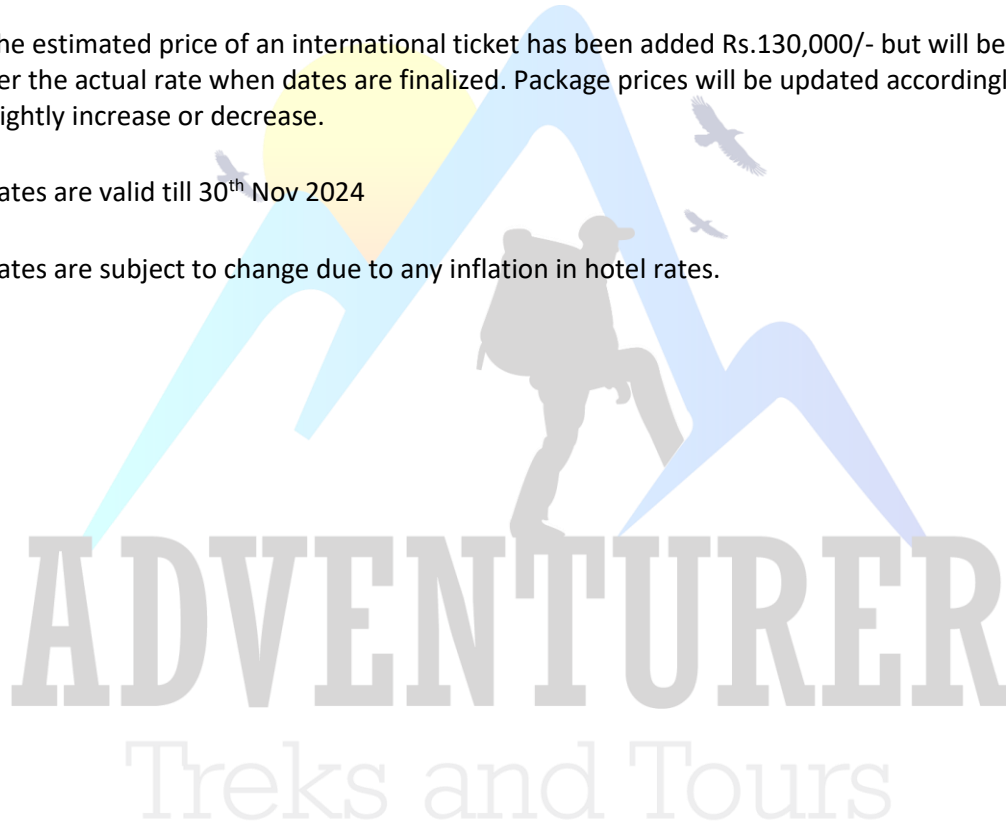 he estimated price of an international ticket has been added Rs.130,000/- but will be
er the actual rate when dates are finalized. Package prices will be updated accordingl
ightly increase or decrease.
ates are valid till 30th Nov 2024
ates are subject to change due to any inflation in hotel rates.
ADVENTURER
Treks and Tours